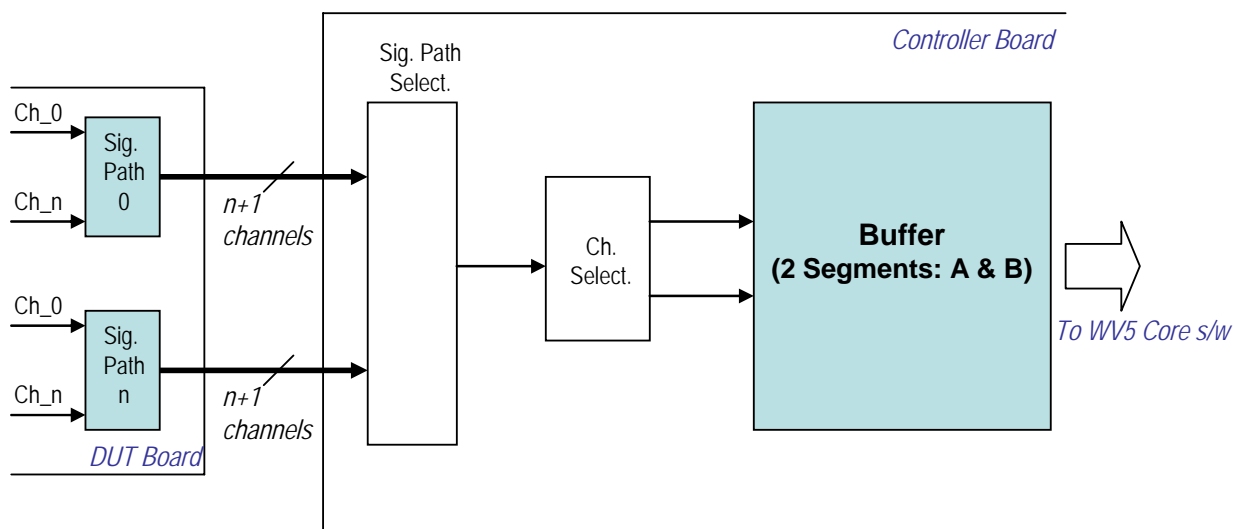 Controller Board
Sig. Path
Select.
Ch_0
Sig.
Path
0
Ch_n
n+1
channels
Ch.
Select.
Buffer
(2 Segments: A & B)
To WV5 Core s/w
Ch_0
Sig.
Path
n
Ch_n
n+1
channels
DUT Board